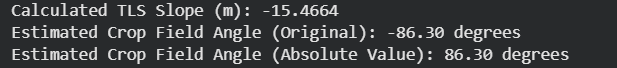 Calculated TLS Slope (m): -15.4664
Estimated Crop Field Angle (Original): -86.30 degrees
Estimated Crop Field Angle (Absolute Value): 86.30 degrees